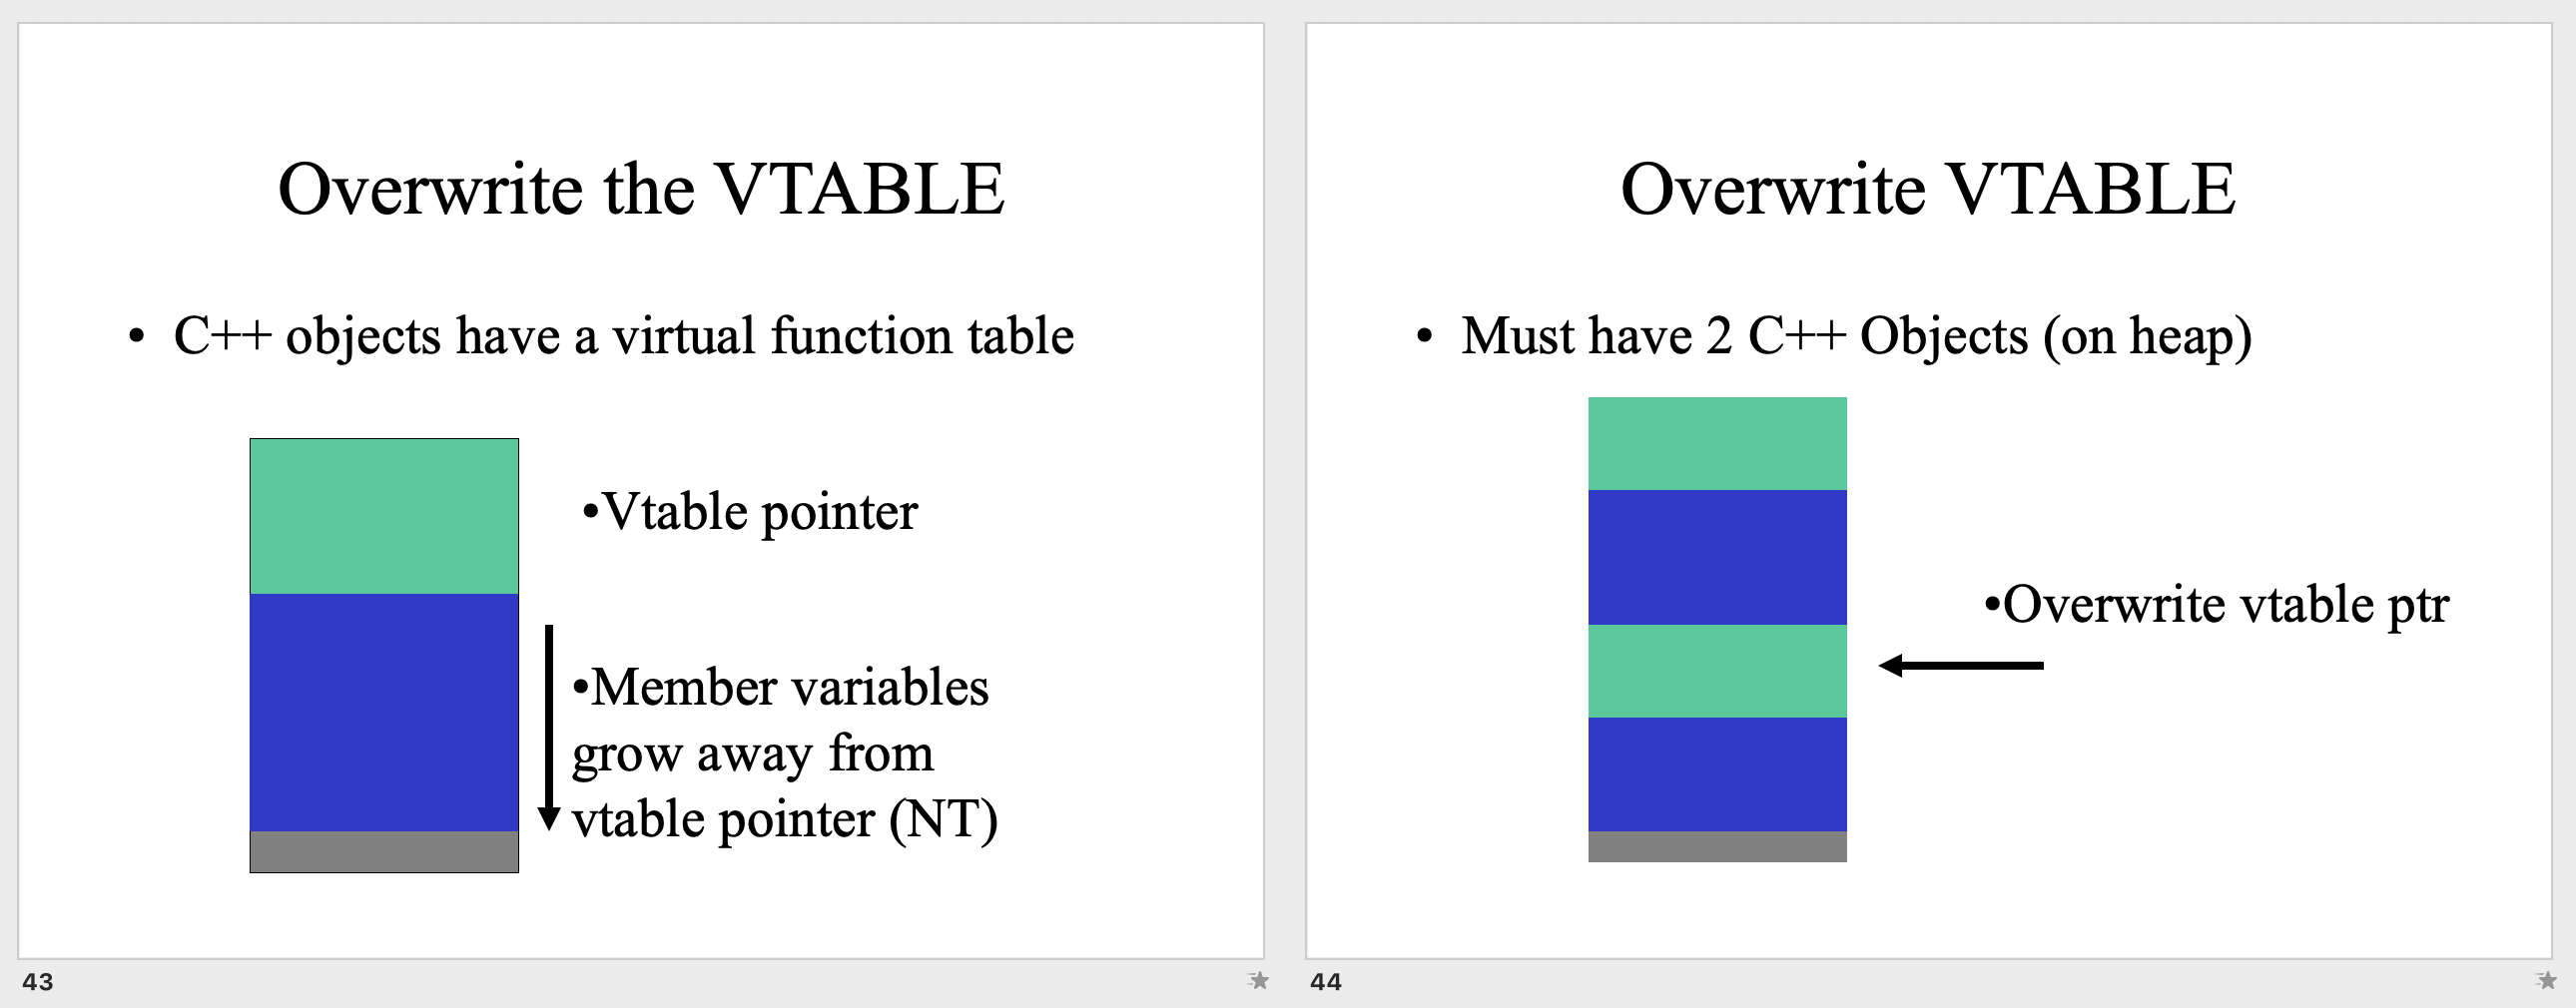 Overwrite the VTABLE
• C++ objects have a virtual function table
•Vtable pointer
•Member variables
grow away from
vtable pointer (NT)
43
Overwrite VTABLE
• Must have 2 C++ Objects (on heap)
•Overwrite vtable ptr
44